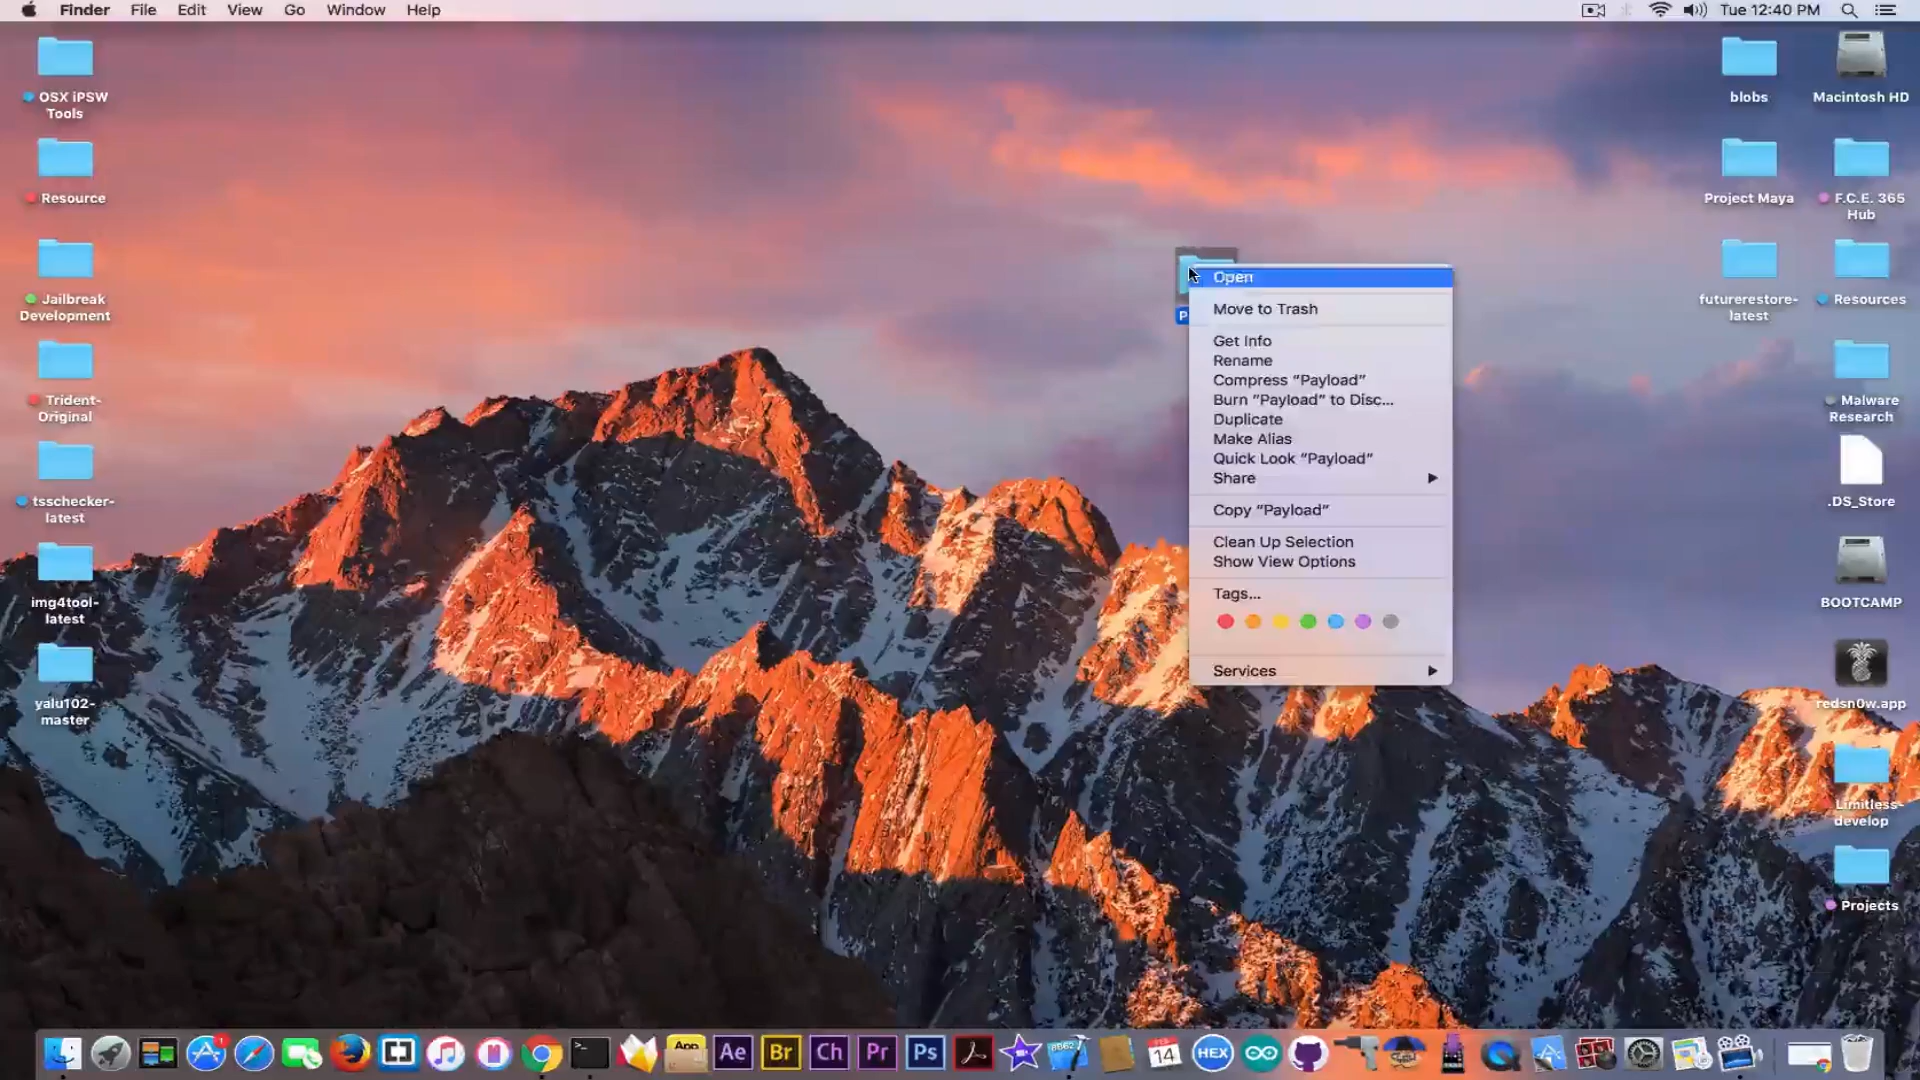 Finder File Edit View Go Window Help
Tue 12:40 PM
OSX iPSW
Tools
Resource
Jailbreak
Development
Trident-
Original
tsschecker-
latest
img4tool-
latest
yalu102-
master
P
Open
Move to Trash
Get Info
Rename
Compress “Payload”
Burn “Payload” to Disc...
Duplicate
Make Alias
Quick Look “Payload”
Share
Copy “Payload”
Clean Up Selection
Show View Options
Tags...
Services
blobs
Project Maya
futurerestore-
latest
Macintosh HD
F.C.E. 365
Hub
Resources
Malware
Research
.DS_Store
BOOTCAMP
redsn0w.app
Limitless-
develop
Projects
App
Ae
Br
Ch
Pr
Ps
14
HEX